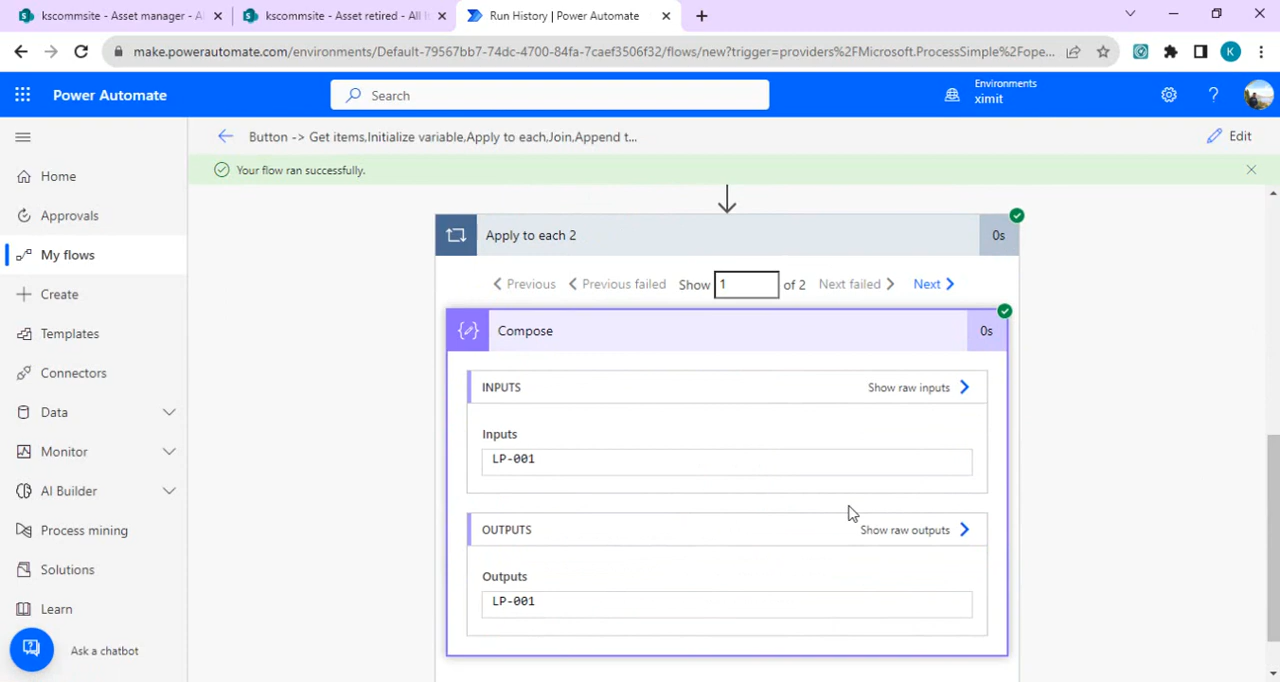 kscommsite - Asset manager - Al
kscommsite - Asset retired - All It
Run History | Power Automate
make.powerautomate.com/environments/Default-79567bb7-74dc-4700-84fa-7caef3506f32/flows/new?trigger=providers%2FMicrosoft.ProcessSimple%2Fope...
K
Power Automate
Search
Environments
ximit
Button -> Get items,Initialize variable,Apply to each,Join,Append t...
Edit
Your flow ran successfully.
Home
Approvals
My flows
Create
Templates
Connectors
Data
Monitor
AI Builder
Process mining
Solutions
Learn
Ask a chatbot
Apply to each 2
0s
Previous
Previous failed
Show
1
of 2
Next failed
Next
Compose
0s
INPUTS
Show raw inputs
Inputs
LP-001
OUTPUTS
Show raw outputs
Outputs
LP-001